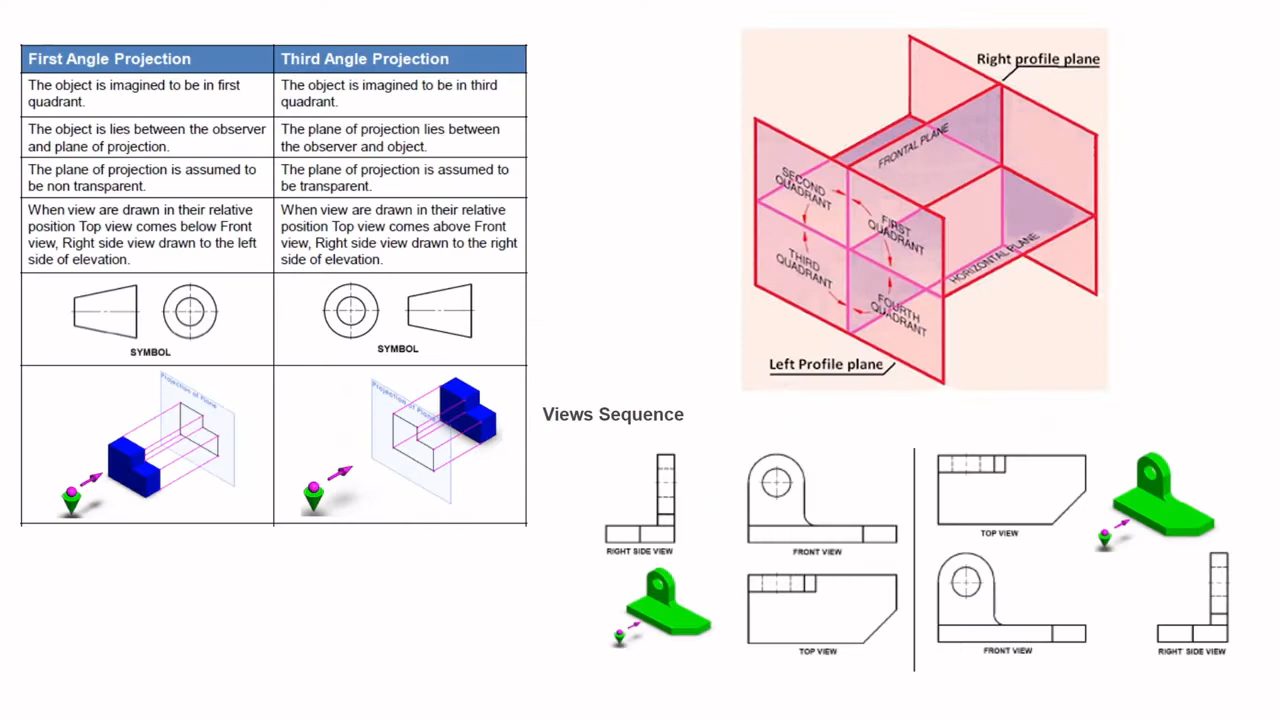 First Angle Projection
Third Angle Projection
The object is imagined to be in first
quadrant.
The object is imagined to be in third
quadrant.
The object is lies between the observer
and plane of projection.
The plane of projection lies between
the observer and object.
The plane of projection is assumed to
be non transparent.
The plane of projection is assumed to
be transparent.
When view are drawn in their relative
position Top view comes below Front
view, Right side view drawn to the left
side of elevation.
When view are drawn in their relative
position Top view comes above Front
view, Right side view drawn to the right
side of elevation.
SYMBOL
SYMBOL
Projection of Plane
Projection of Plane
Right profile plane
FRONTAL PLANE
SECOND
QUADRANT
FIRST
QUADRANT
THIRD
QUADRANT
FOURTH
QUADRANT
HORIZONTAL PLANE
Left Profile plane
Views Sequence
RIGHT SIDE VIEW
FRONT VIEW
TOP VIEW
TOP VIEW
FRONT VIEW
RIGHT SIDE VIEW